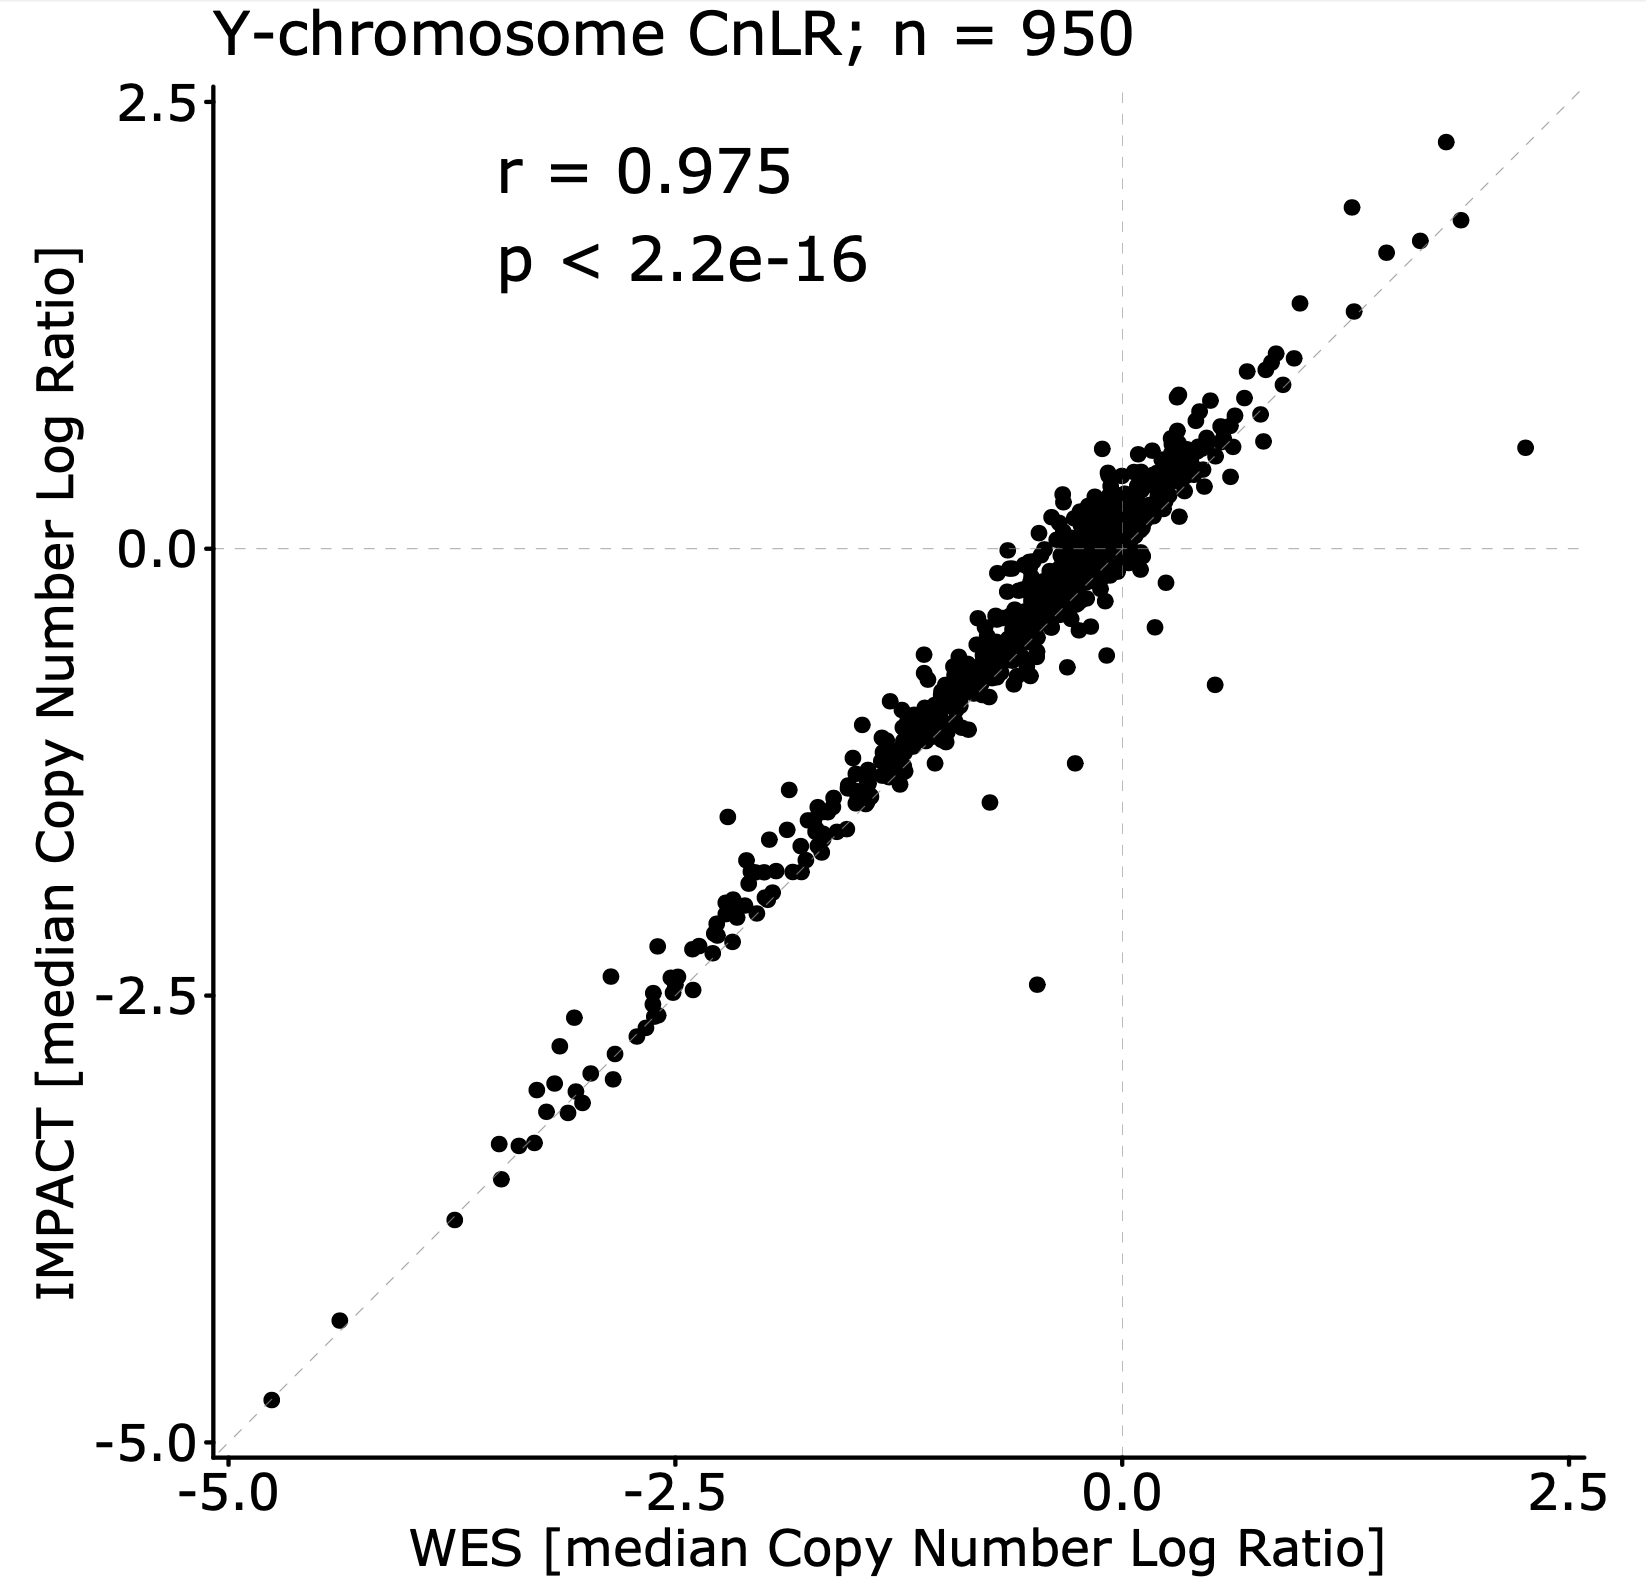 Y-chromosome CnLR; n = 950
2.5
r = 0.975
p < 2.2e-16
IMPACT [median Copy Number Log Ratio]
0.0
-2.5
-5.0
-5.0 -2.5 0.0 2.5
WES [median Copy Number Log Ratio]